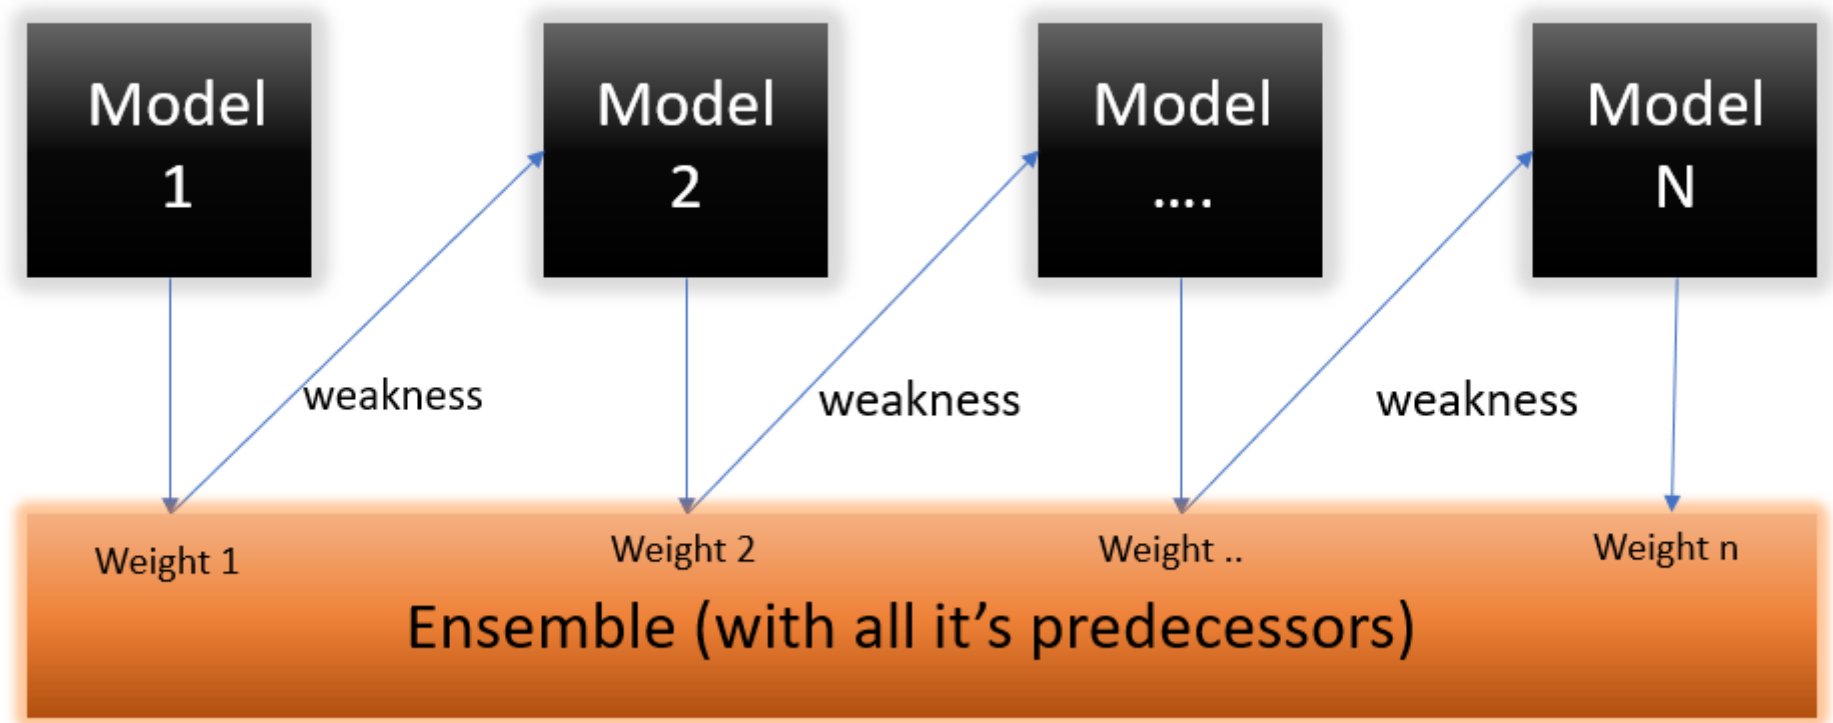 Model
1
Model
2
Model
....
Model
N
weakness
weakness
weakness
Weight 1
Weight 2
Weight ..
Weight n
Ensemble (with all it’s predecessors)